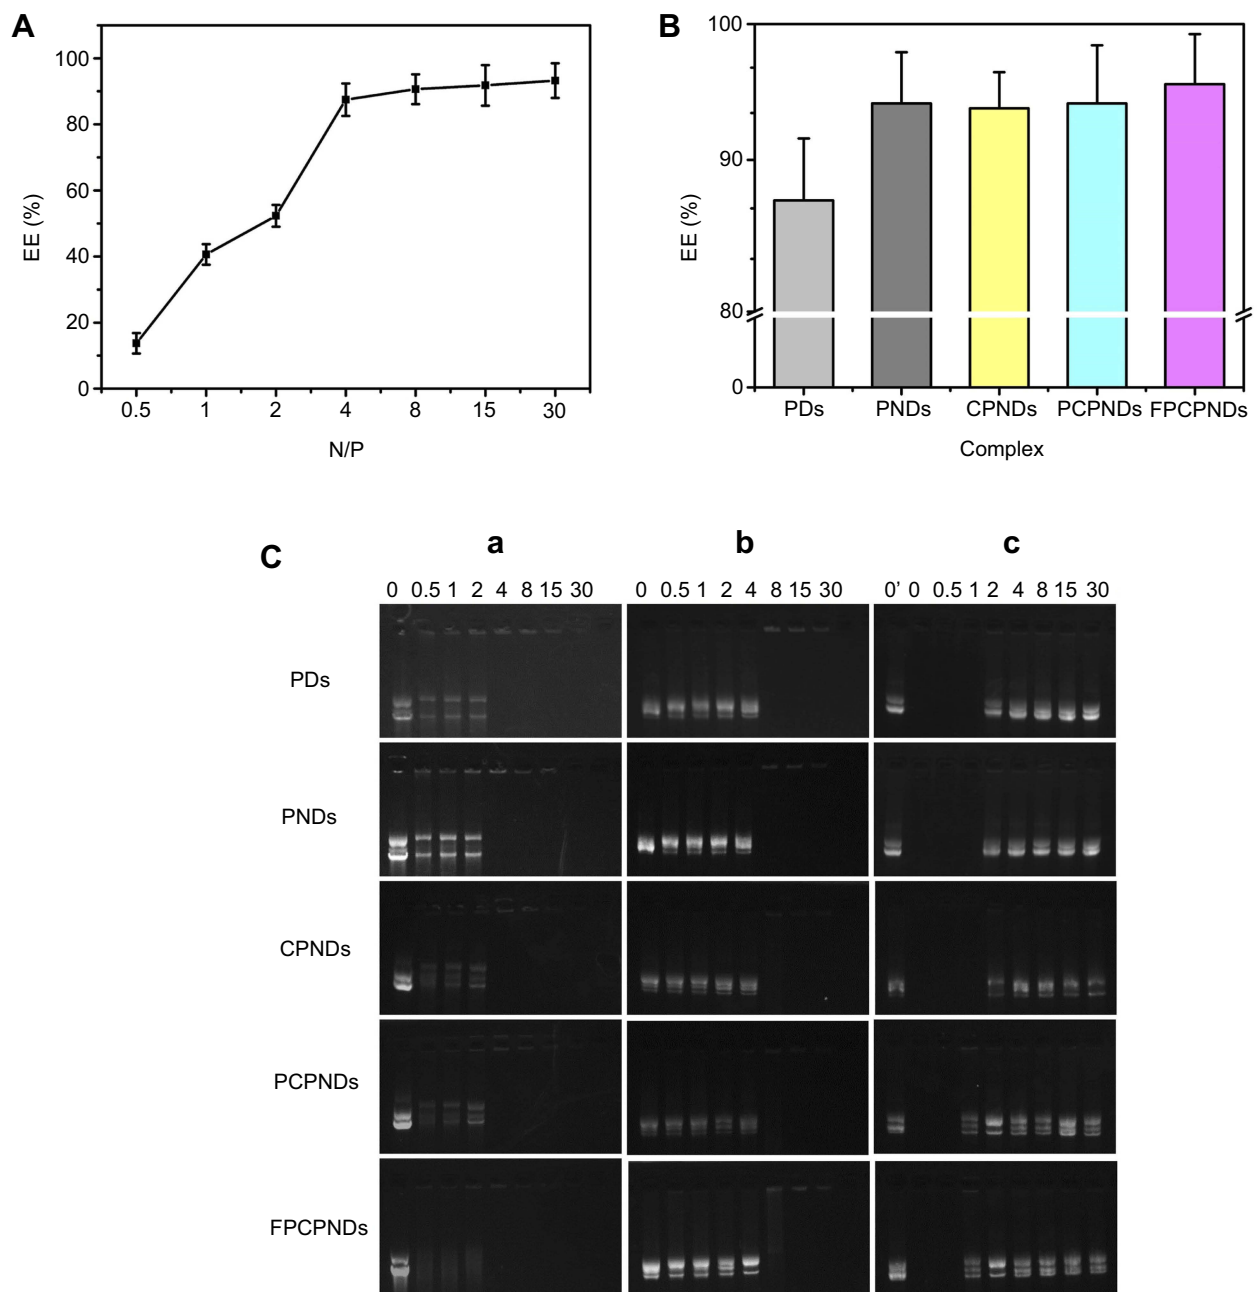 A
EE (%)
100
80
60
40
20
0
0.5 1 2 4 8 15 30
N/P
B
EE (%)
100
90
80
0
PDs PNDs CPNDs PCPNDs FPCPNDs
Complex
C
a b c
0 0.5 1 2 4 8 15 30 0 0.5 1 2 4 8 15 30 0' 0 0.5 1 2 4 8 15 30
PDs
PNDs
CPNDs
PCPNDs
FPCPNDs